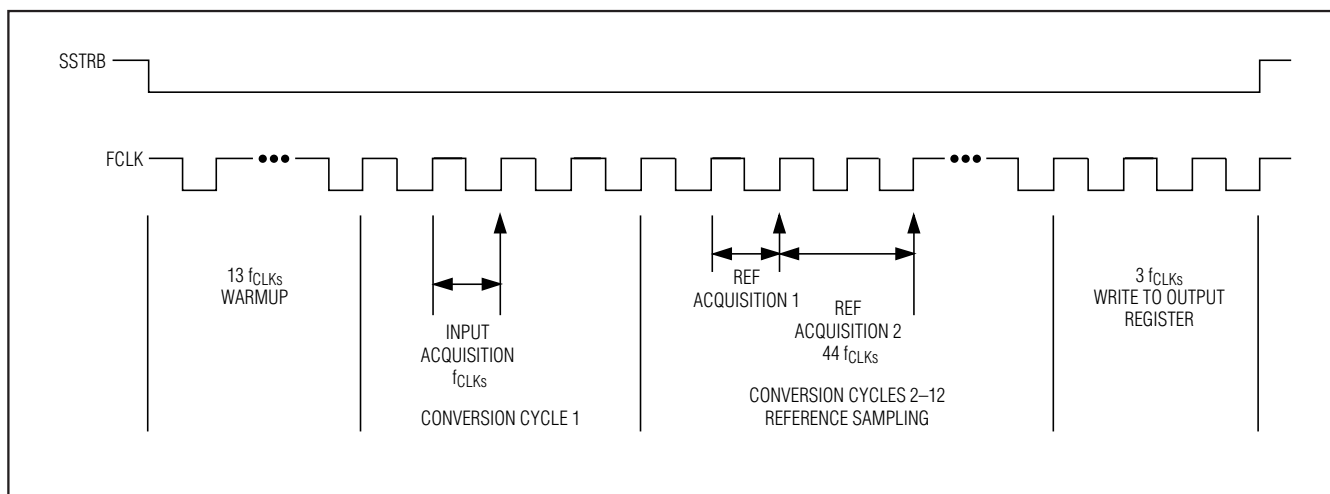 SSTRB
FCLK
13 fCLKs
WARMUP
INPUT
ACQUISITION
fCLKs
CONVERSION CYCLE 1
REF
ACQUISITION 1
REF
ACQUISITION 2
44 fCLKs
CONVERSION CYCLES 2–12
REFERENCE SAMPLING
3 fCLKs
WRITE TO OUTPUT
REGISTER